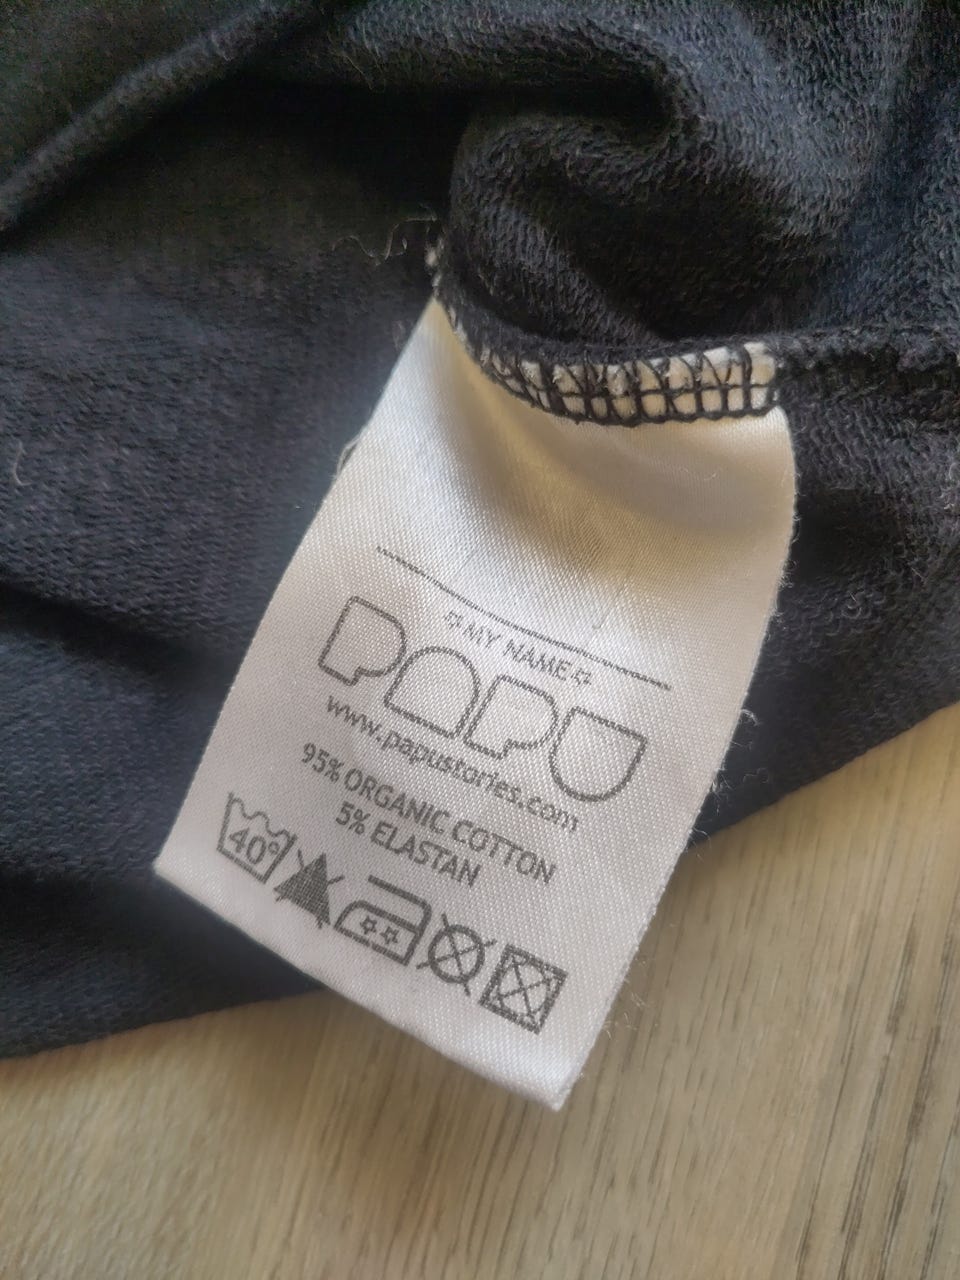 MY NAME
PAPU
www.papustories.com
95% ORGANIC COTTON
5% ELASTAN
40°